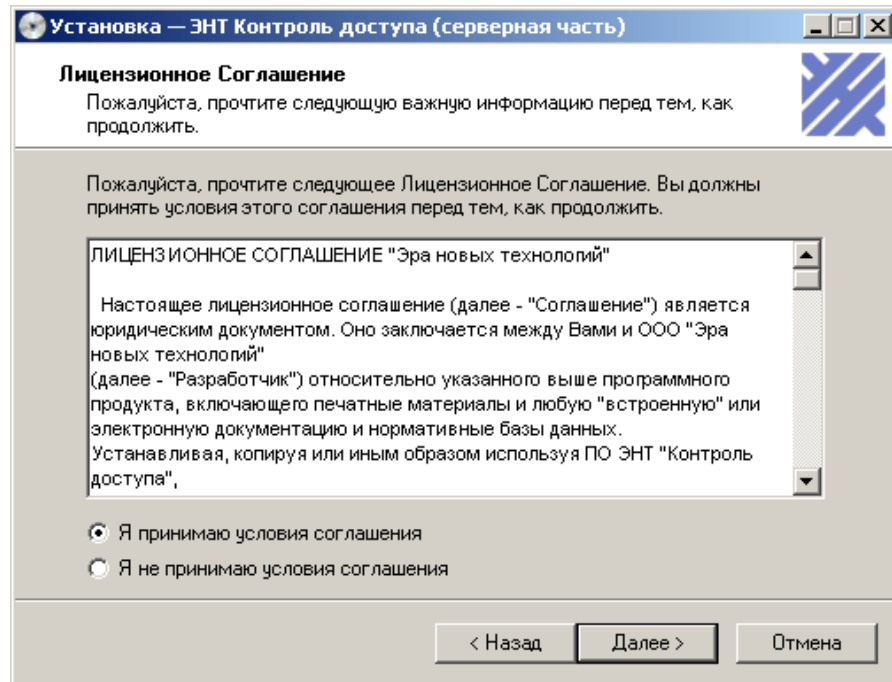 Установка — ЭНТ Контроль доступа (серверная часть)
Лицензионное Соглашение
Пожалуйста, прочтите следующую важную информацию перед тем, как
продолжить.
Пожалуйста, прочтите следующее Лицензионное Соглашение. Вы должны
принять условия этого соглашения перед тем, как продолжить.
ЛИЦЕНЗИОННОЕ СОГЛАШЕНИЕ "Эра новых технологий"
Настоящее лицензионное соглашение (далее - "Соглашение") является
юридическим документом. Оно заключается между Вами и ООО "Эра
новых технологий"
(далее - "Разработчик") относительно указанного выше программного
продукта, включающего печатные материалы и любую "встроенную" или
электронную документацию и нормативные базы данных.
Устанавливая, копируя или иным образом используя ПО ЭНТ "Контроль
доступа",
Я принимаю условия соглашения
Я не принимаю условия соглашения
< Назад Далее > Отмена